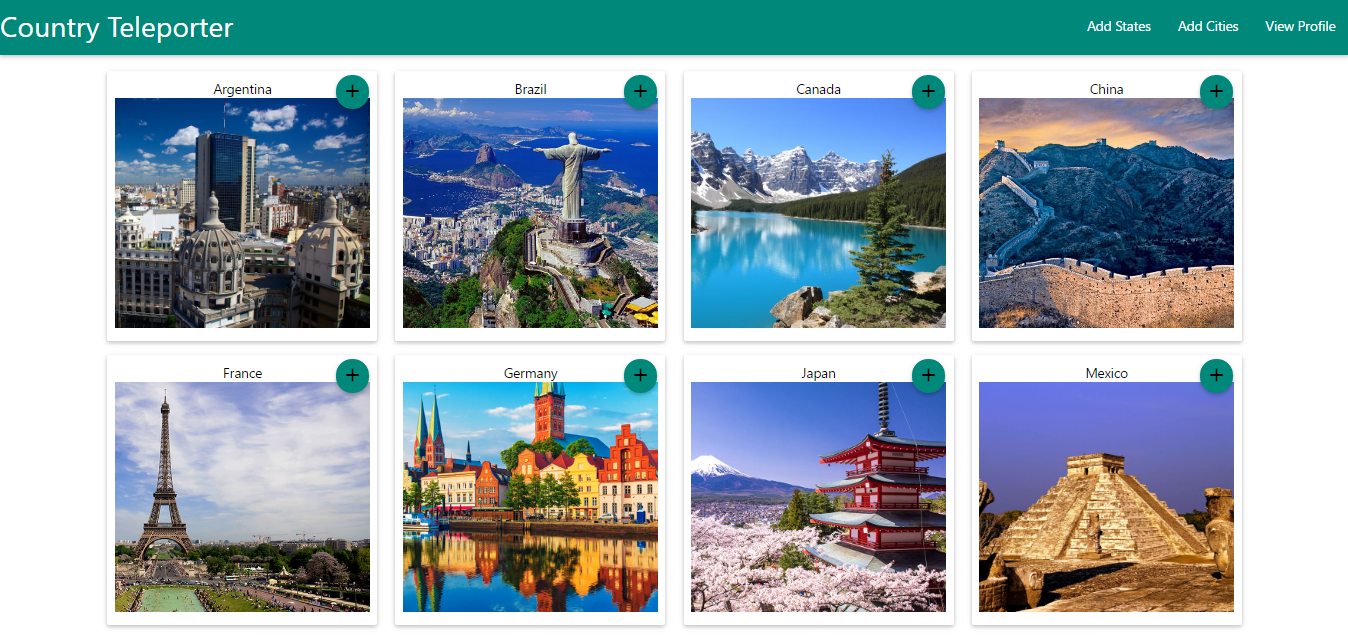 Country Teleporter
Add States
Add Cities
View Profile
Argentina
Brazil
Canada
China
France
Germany
Japan
Mexico